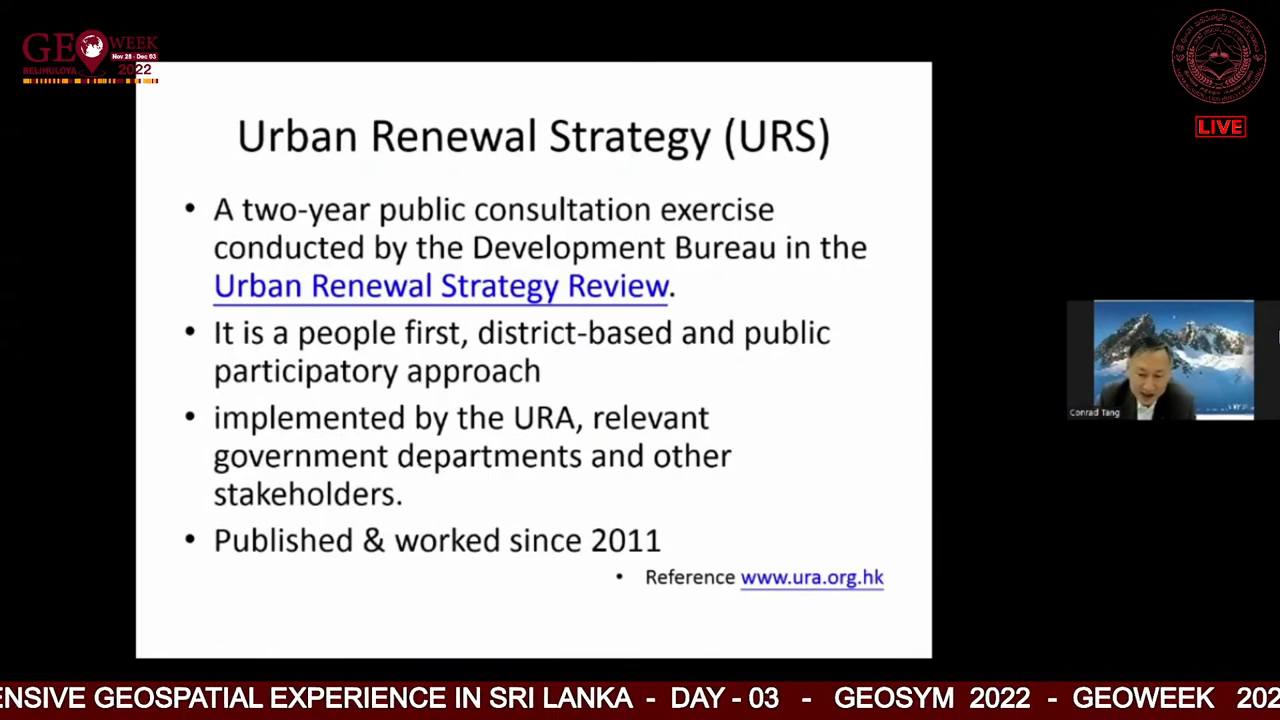 GEOWEEK
Nov 28 - Dec 03
BELIHULOYA 2022
LIVE
Urban Renewal Strategy (URS)
• A two-year public consultation exercise
conducted by the Development Bureau in the
Urban Renewal Strategy Review.
• It is a people first, district-based and public
participatory approach
• implemented by the URA, relevant
government departments and other
stakeholders.
• Published & worked since 2011
• Reference www.ura.org.hk
Conrad Tang
ENSIVE GEOSPATIAL EXPERIENCE IN SRI LANKA - DAY - 03 - GEOSYM 2022 - GEOWEEK 202